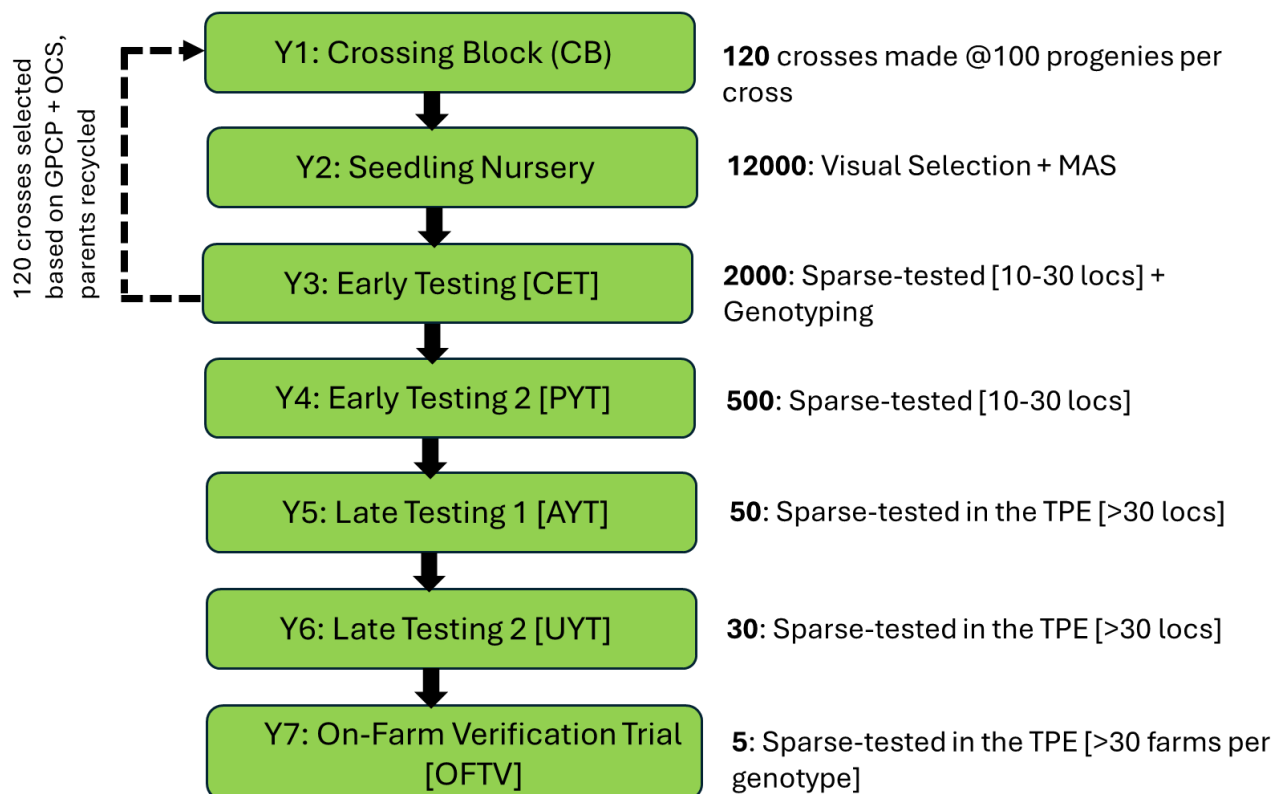 120 crosses selected
based on GPCP + OCS,
parents recycled
Y1: Crossing Block (CB)
120 crosses made @100 progenies per
cross
Y2: Seedling Nursery
12000: Visual Selection + MAS
Y3: Early Testing [CET]
2000: Sparse-tested [10-30 locs] +
Genotyping
Y4: Early Testing 2 [PYT]
500: Sparse-tested [10-30 locs]
Y5: Late Testing 1 [AYT]
50: Sparse-tested in the TPE [>30 locs]
Y6: Late Testing 2 [UYT]
30: Sparse-tested in the TPE [>30 locs]
Y7: On-Farm Verification Trial
[OFTV]
5: Sparse-tested in the TPE [>30 farms per
genotype]